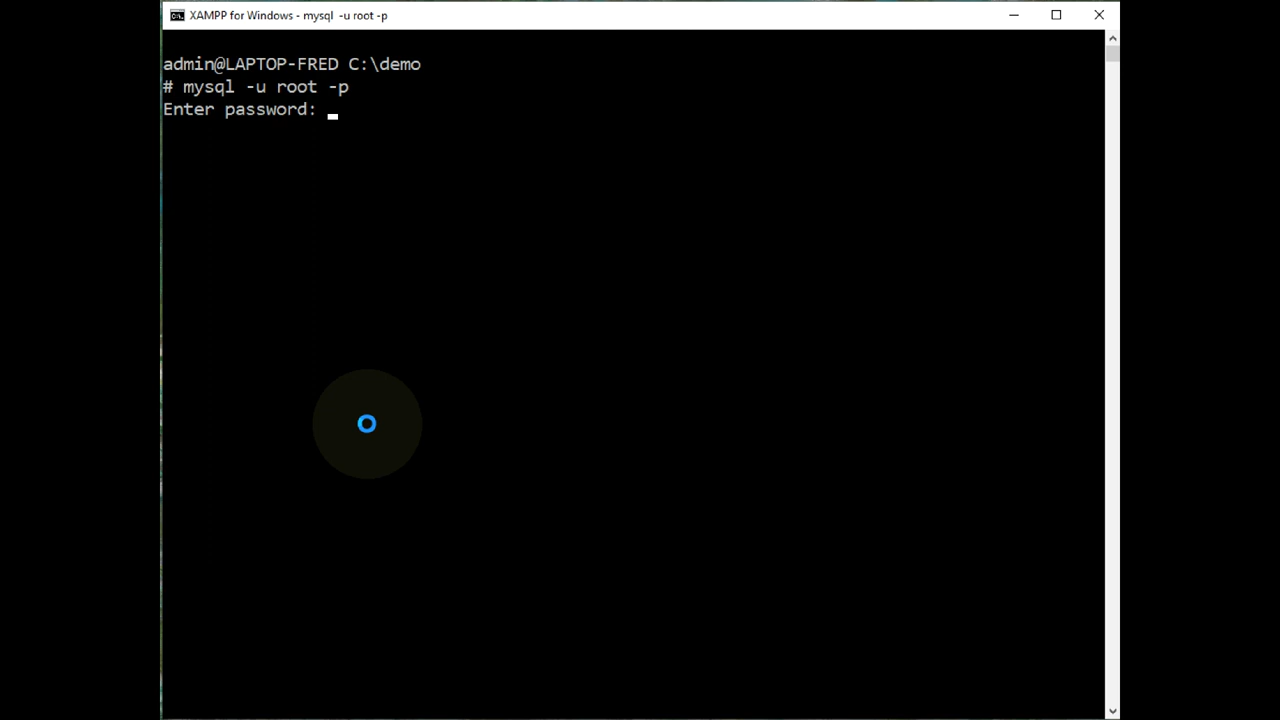 XAMPP for Windows - mysql -u root -p
admin@LAPTOP-FRED C:\demo
# mysql -u root -p
Enter password: